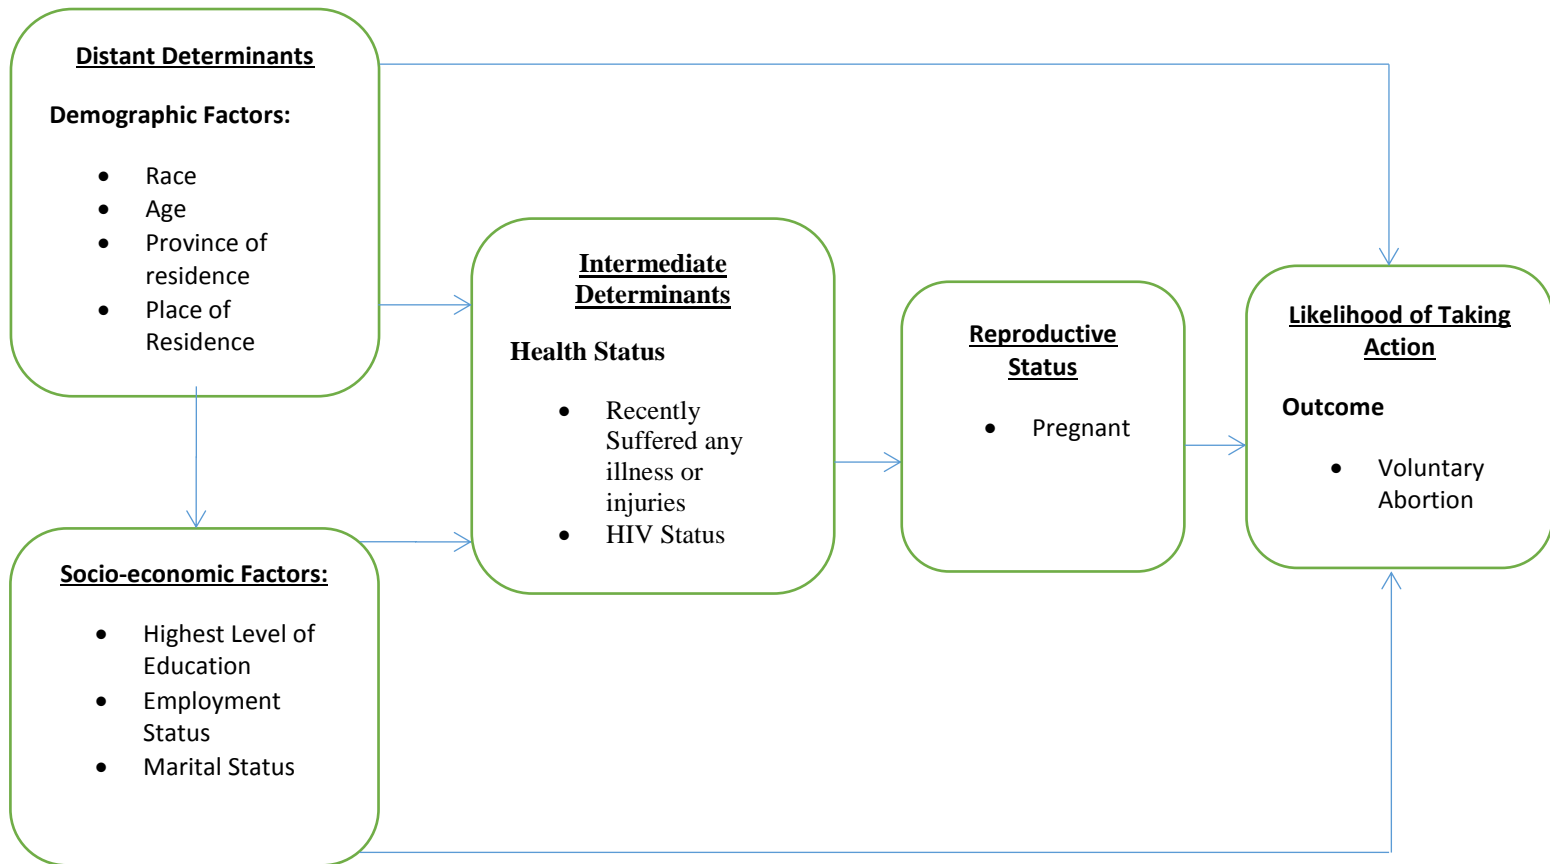 Distant Determinants
Demographic Factors:
• Race
• Age
• Province of
residence
• Place of
Residence
Socio-economic Factors:
• Highest Level of
Education
• Employment
Status
• Marital Status
Intermediate
Determinants
Health Status
• Recently
Suffered any
illness or
injuries
• HIV Status
Reproductive
Status
• Pregnant
Likelihood of Taking
Action
Outcome
• Voluntary
Abortion